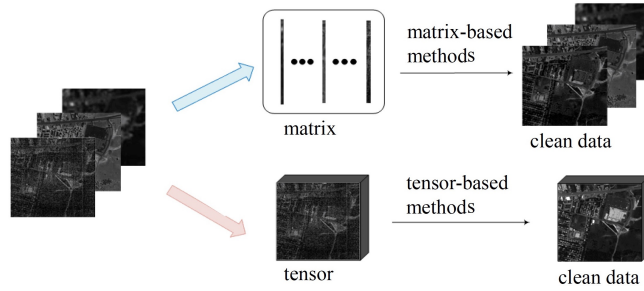 matrix-based
methods
matrix
clean data
tensor-based
methods
tensor
clean data